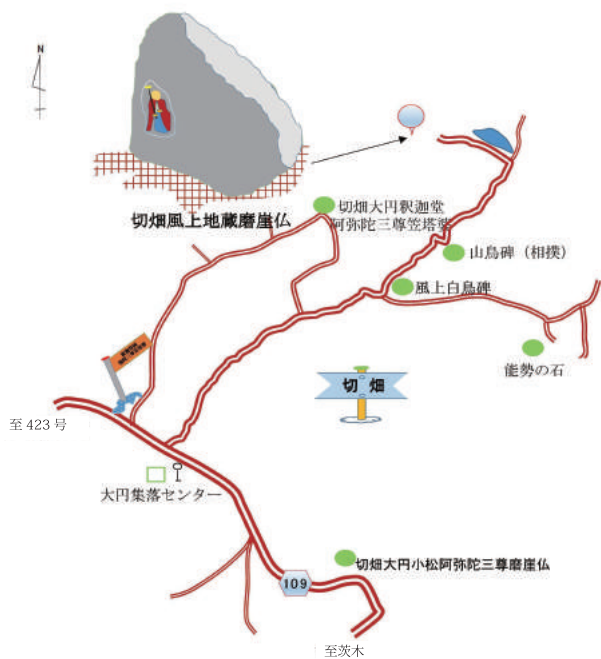 N
切畑風上地蔵磨崖仏
切畑大円釈迦堂
阿弥陀三尊笠塔婆
山鳥碑（相撲）
風上白鳥碑
能勢の石
切 畑
至 423 号
大円集落センター
切畑大円小松阿弥陀三尊磨崖仏
109
至茨木